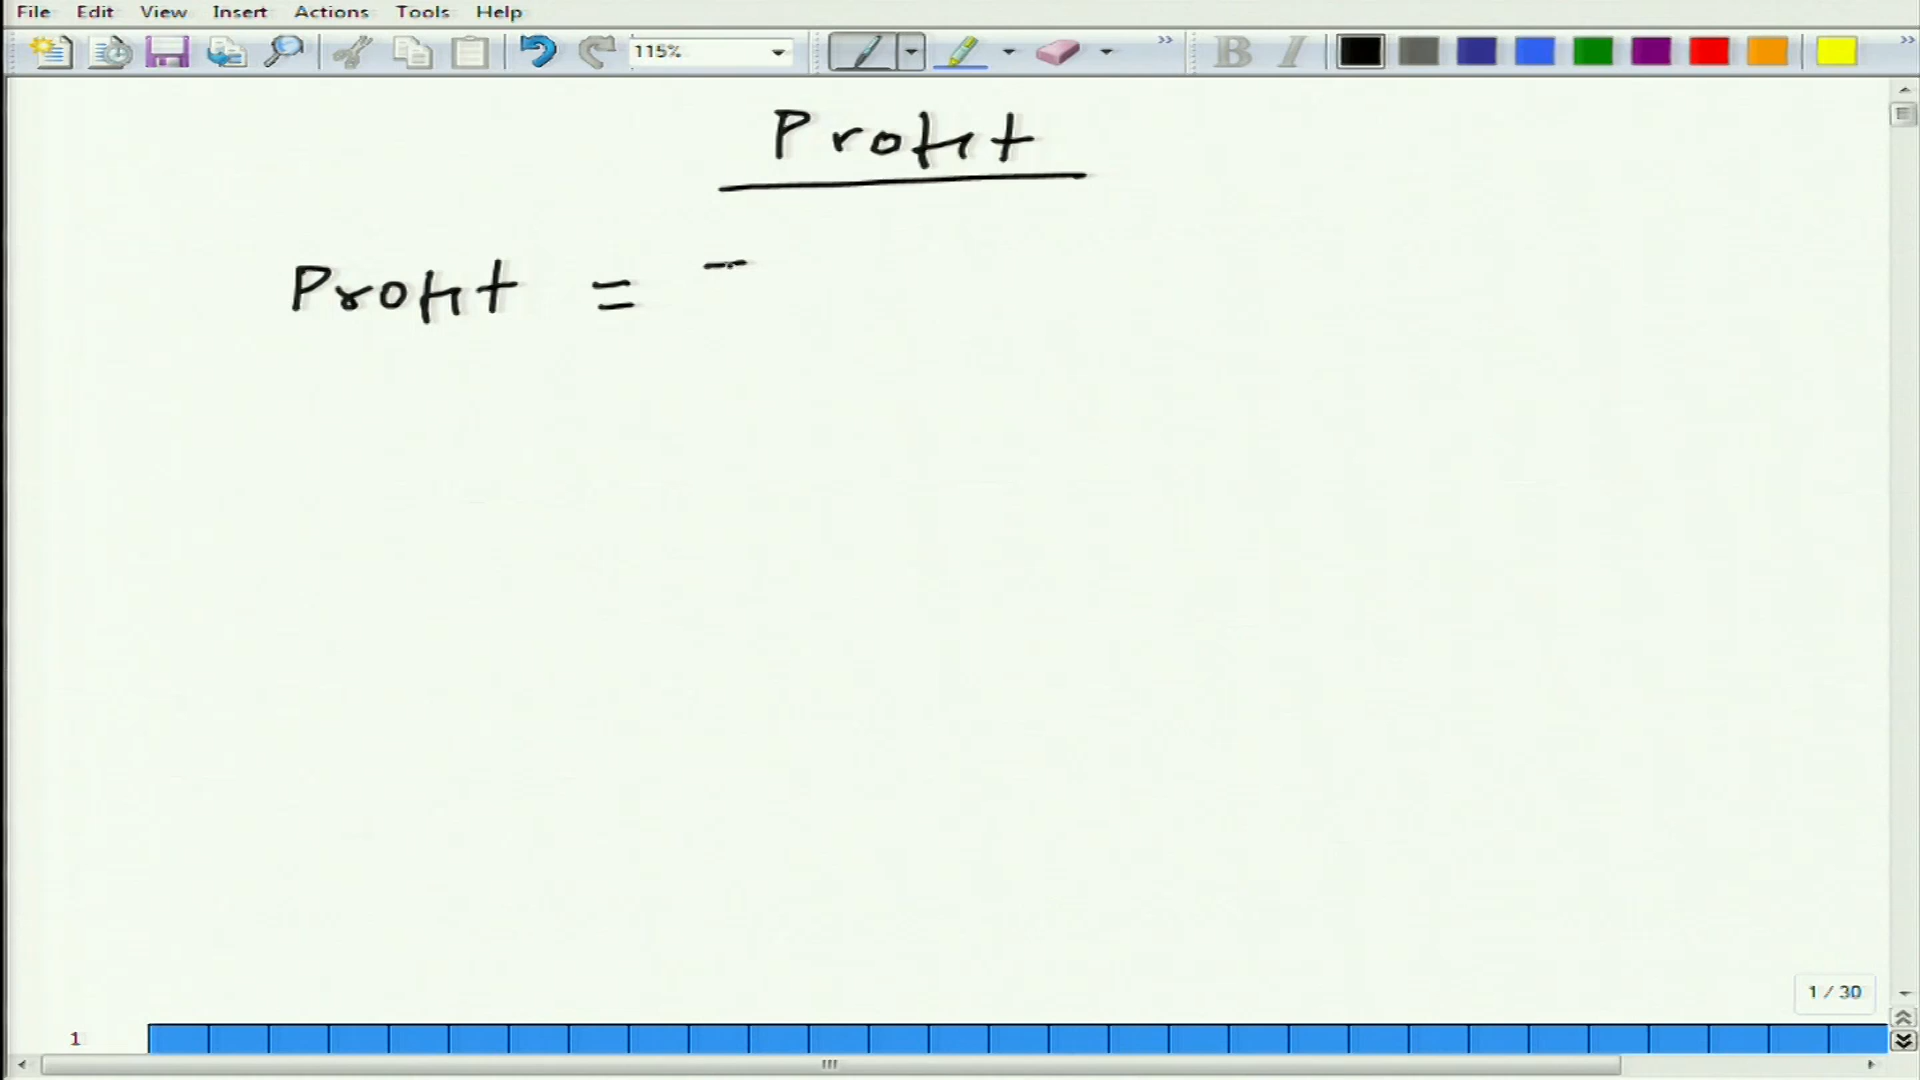 File Edit View Insert Actions Tools Help
115%
B I
Profit
Profit =
1 / 30
1